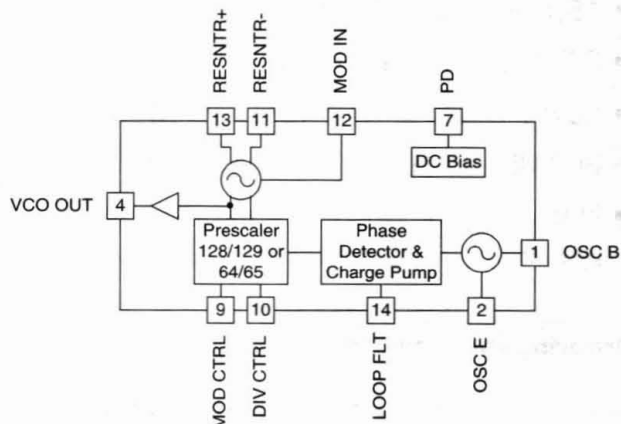 RESNTR+
RESNTR-
MOD IN
PD
13
11
12
7
DC Bias
VCO OUT
4
Prescaler
128/129 or
64/65
Phase
Detector &
Charge Pump
1
OSC B
9
10
14
2
MOD CTRL
DIV CTRL
LOOP FLT
OSC E